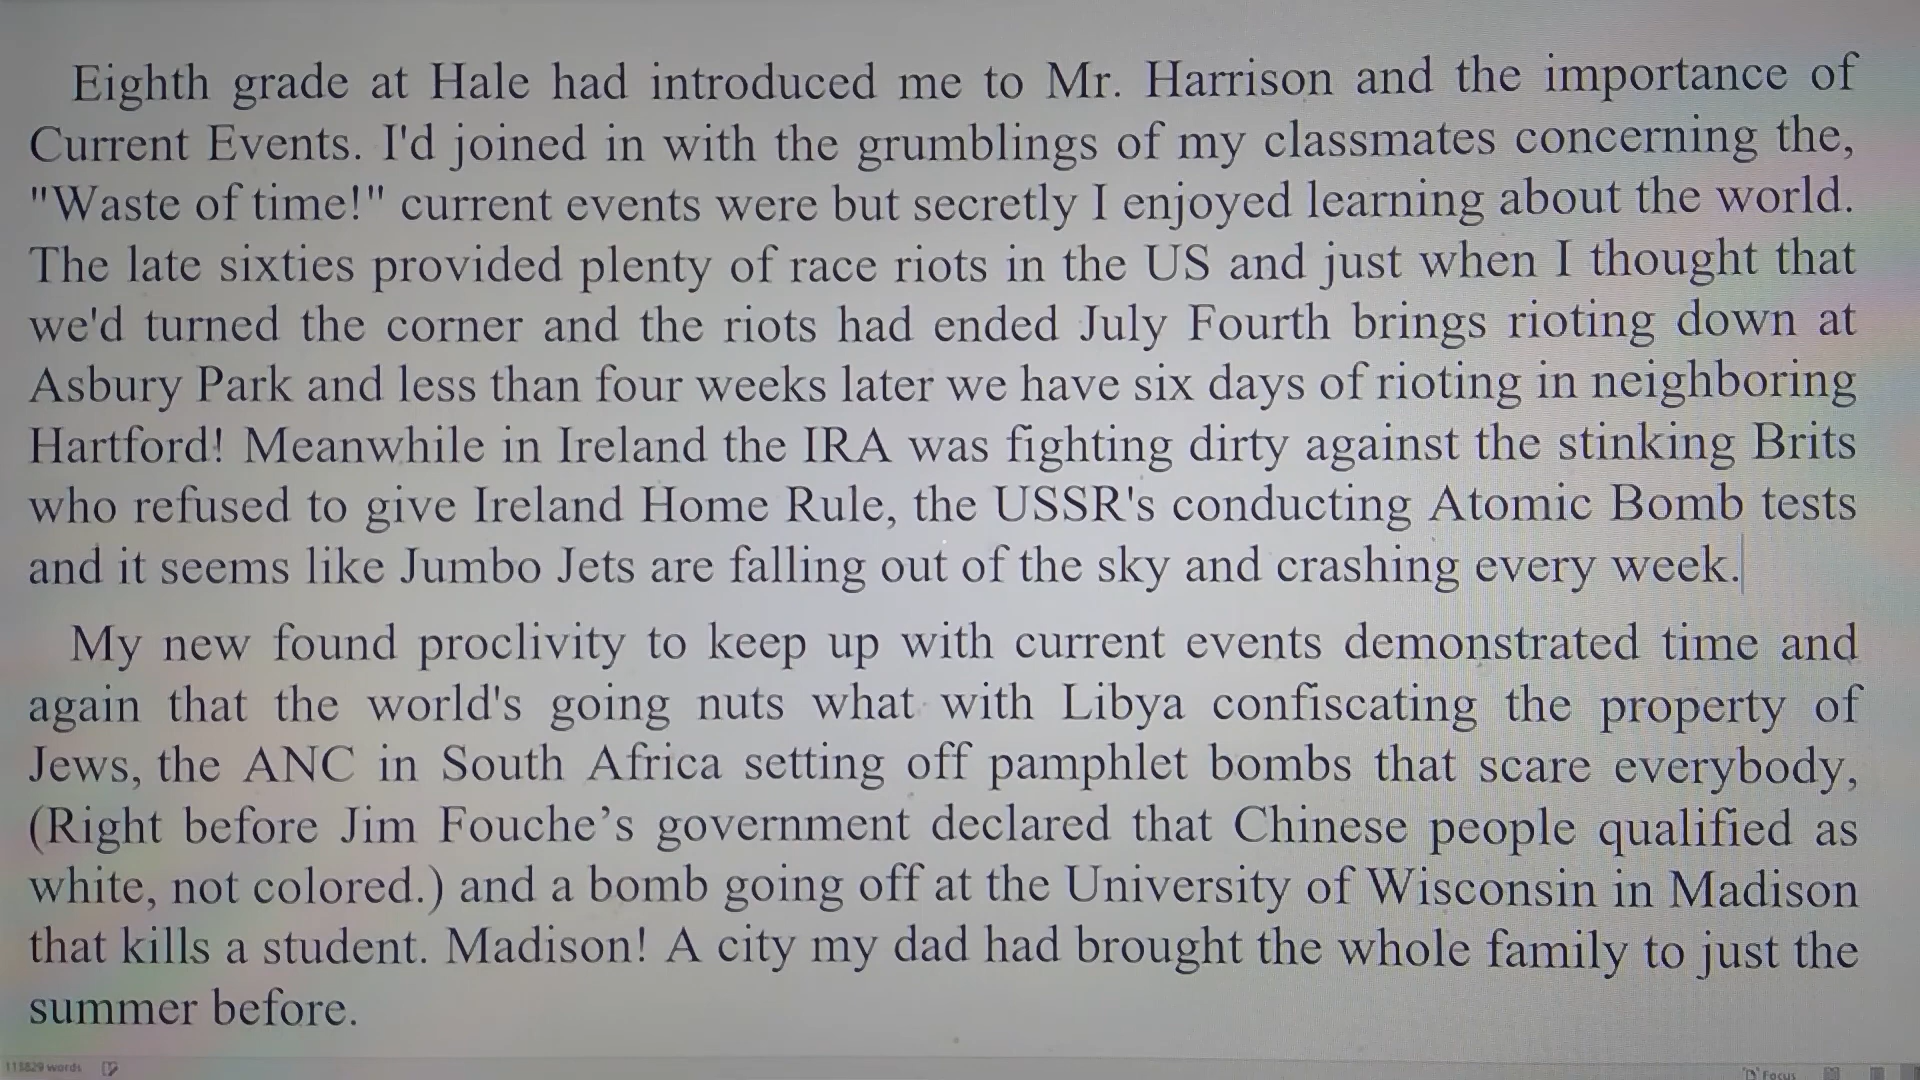 Eighth grade at Hale had introduced me to Mr. Harrison and the importance of
Current Events. I'd joined in with the grumblings of my classmates concerning the,
"Waste of time!" current events were but secretly I enjoyed learning about the world.
The late sixties provided plenty of race riots in the US and just when I thought that
we'd turned the corner and the riots had ended July Fourth brings rioting down at
Asbury Park and less than four weeks later we have six days of rioting in neighboring
Hartford! Meanwhile in Ireland the IRA was fighting dirty against the stinking Brits
who refused to give Ireland Home Rule, the USSR's conducting Atomic Bomb tests
and it seems like Jumbo Jets are falling out of the sky and crashing every week.
My new found proclivity to keep up with current events demonstrated time and
again that the world's going nuts what with Libya confiscating the property of
Jews, the ANC in South Africa setting off pamphlet bombs that scare everybody,
(Right before Jim Fouche’s government declared that Chinese people qualified as
white, not colored.) and a bomb going off at the University of Wisconsin in Madison
that kills a student. Madison! A city my dad had brought the whole family to just the
summer before.
words
Focus